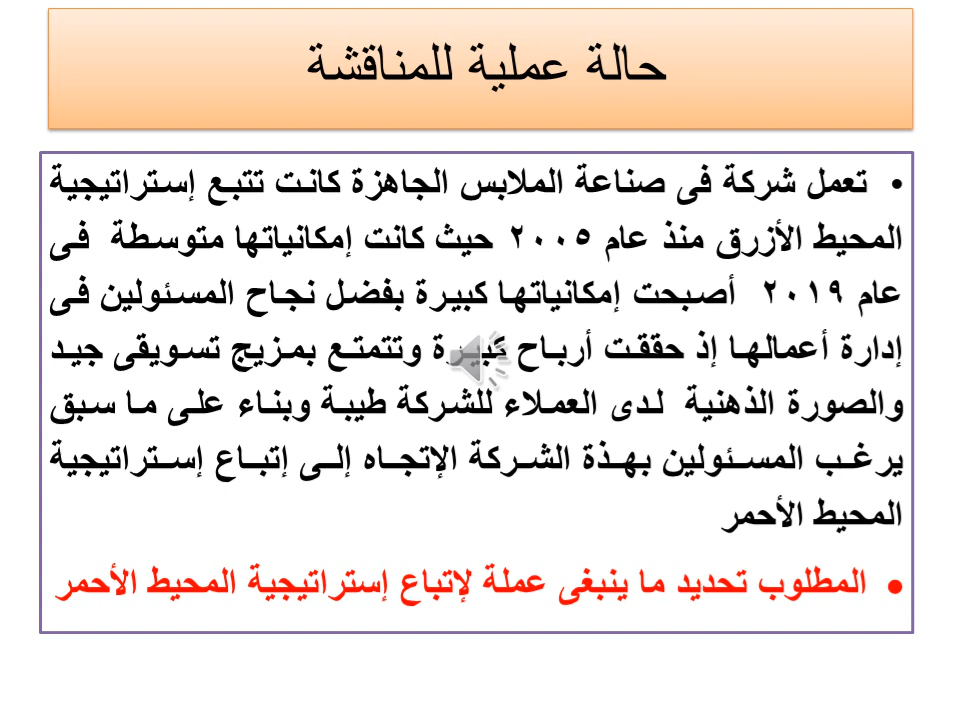 حالة عملية للمناقشة
• تعمل شركة فى صناعة الملابس الجاهزة كانت تتبع إستراتيجية
المحيط الأزرق منذ عام ٢٠٠٥ حيث كانت إمكانياتها متوسطة فى
عام ٢٠١٩ أصبحت إمكانياتها كبيرة بفضل نجاح المسئولين فى
إدارة أعمالها إذ حققت أرباح كبيرة وتتمتع بمزيج تسويقى جيد
والصورة الذهنية لدى العملاء للشركة طيبة وبناء على ما سبق
يرغب المسئولين بهذة الشركة الإتجاه إلى إتباع إستراتيجية
المحيط الأحمر
• المطلوب تحديد ما ينبغى عملة لإتباع إستراتيجية المحيط الأحمر